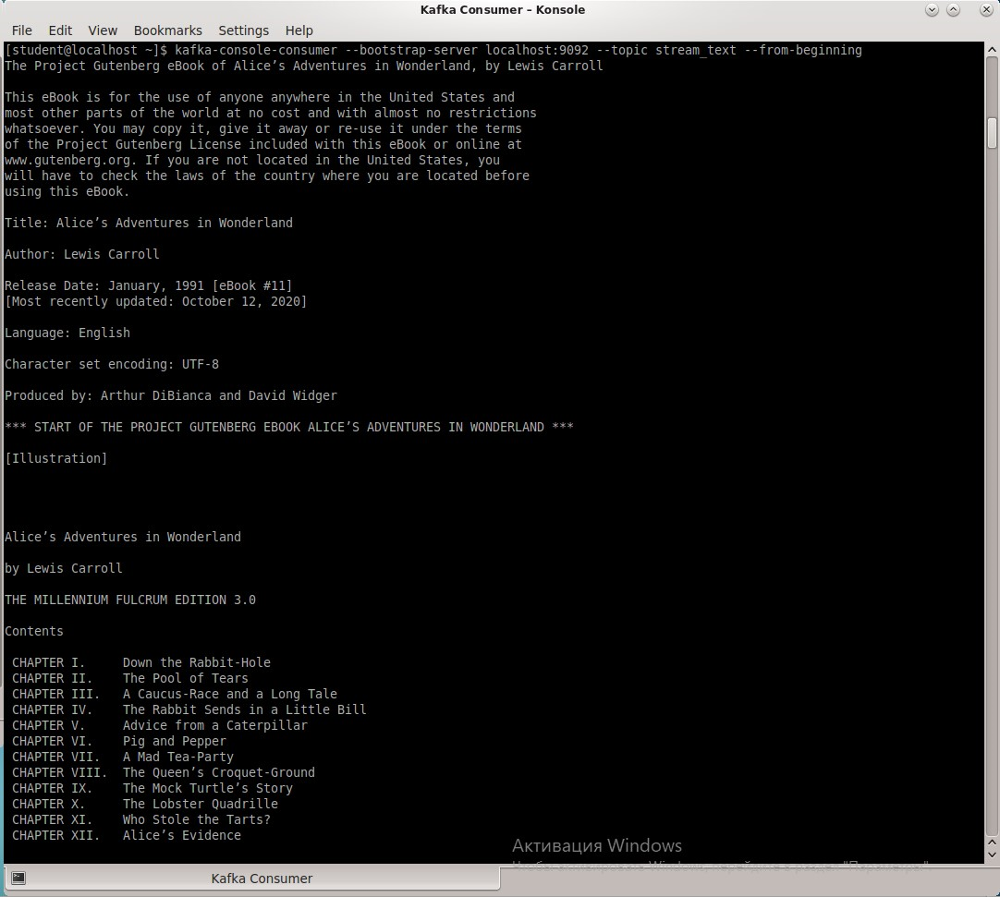 Kafka Consumer – Konsole
File Edit View Bookmarks Settings Help
[student@localhost ~]$ kafka-console-consumer --bootstrap-server localhost:9092 --topic stream_text --from-beginning
The Project Gutenberg eBook of Alice’s Adventures in Wonderland, by Lewis Carroll
This eBook is for the use of anyone anywhere in the United States and
most other parts of the world at no cost and with almost no restrictions
whatsoever. You may copy it, give it away or re-use it under the terms
of the Project Gutenberg License included with this eBook or online at
www.gutenberg.org. If you are not located in the United States, you
will have to check the laws of the country where you are located before
using this eBook.
Title: Alice’s Adventures in Wonderland
Author: Lewis Carroll
Release Date: January, 1991 [eBook #11]
[Most recently updated: October 12, 2020]
Language: English
Character set encoding: UTF-8
Produced by: Arthur DiBianca and David Widger
*** START OF THE PROJECT GUTENBERG EBOOK ALICE’S ADVENTURES IN WONDERLAND ***
[Illustration]
Alice’s Adventures in Wonderland
by Lewis Carroll
THE MILLENNIUM FULCRUM EDITION 3.0
Contents
CHAPTER I.     Down the Rabbit-Hole
CHAPTER II.    The Pool of Tears
CHAPTER III.   A Caucus-Race and a Long Tale
CHAPTER IV.    The Rabbit Sends in a Little Bill
CHAPTER V.     Advice from a Caterpillar
CHAPTER VI.    Pig and Pepper
CHAPTER VII.   A Mad Tea-Party
CHAPTER VIII.  The Queen’s Croquet-Ground
CHAPTER IX.    The Mock Turtle’s Story
CHAPTER X.     The Lobster Quadrille
CHAPTER XI.    Who Stole the Tarts?
CHAPTER XII.   Alice’s Evidence
Активация Windows
Kafka Consumer